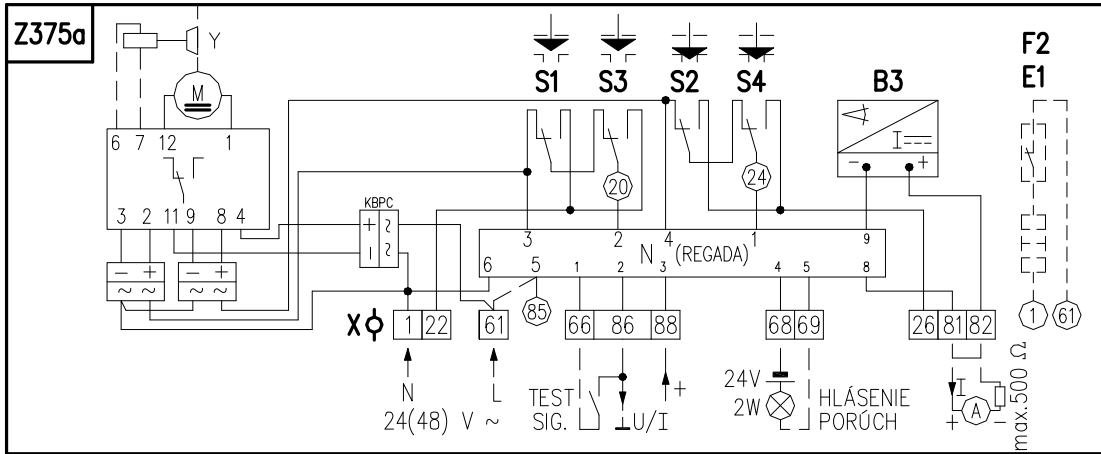 Z375a
Y
M
6 7 12 1
3 2 11 9 8 4
− + − +
~ ~ ~ ~
KBPC
+ ~
− ~
S1 S3 S2 S4
20
24
B3
I
− +
F2
E1
3 2 4 1 9
N (REGADA)
6 5 1 2 3 4 5 8
85
X 1 22 61 66 86 88 68 69 26 81 82
1 61
N L
24(48) V ~
TEST
SIG.
U/I
+
24V
2W
HLÁSENIE
PORÚCH
I
A
+ −
max.500 Ω